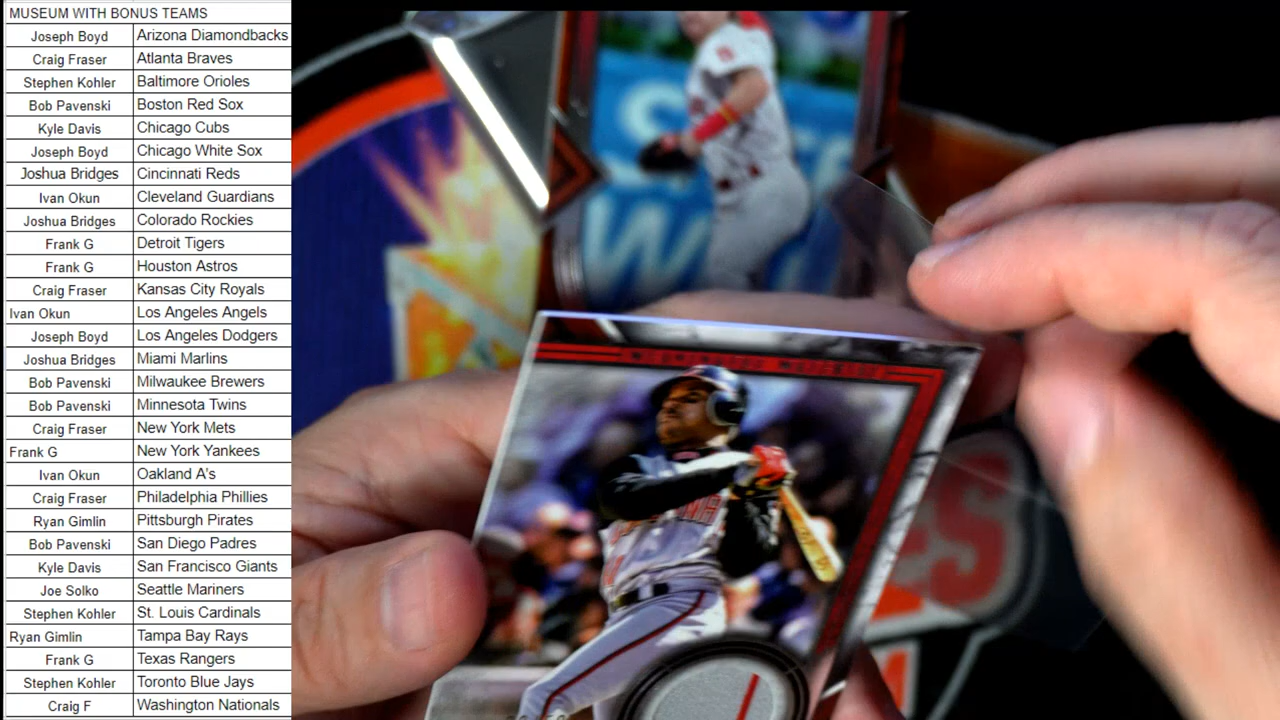 MUSEUM WITH BONUS TEAMS
Joseph Boyd Arizona Diamondbacks
Craig Fraser Atlanta Braves
Stephen Kohler Baltimore Orioles
Bob Pavenski Boston Red Sox
Kyle Davis Chicago Cubs
Joseph Boyd Chicago White Sox
Joshua Bridges Cincinnati Reds
Ivan Okun Cleveland Guardians
Joshua Bridges Colorado Rockies
Frank G Detroit Tigers
Frank G Houston Astros
Craig Fraser Kansas City Royals
Ivan Okun Los Angeles Angels
Joseph Boyd Los Angeles Dodgers
Joshua Bridges Miami Marlins
Bob Pavenski Milwaukee Brewers
Bob Pavenski Minnesota Twins
Craig Fraser New York Mets
Frank G New York Yankees
Ivan Okun Oakland A's
Craig Fraser Philadelphia Phillies
Ryan Gimlin Pittsburgh Pirates
Bob Pavenski San Diego Padres
Kyle Davis San Francisco Giants
Joe Solko Seattle Mariners
Stephen Kohler St. Louis Cardinals
Ryan Gimlin Tampa Bay Rays
Frank G Texas Rangers
Stephen Kohler Toronto Blue Jays
Craig F Washington Nationals